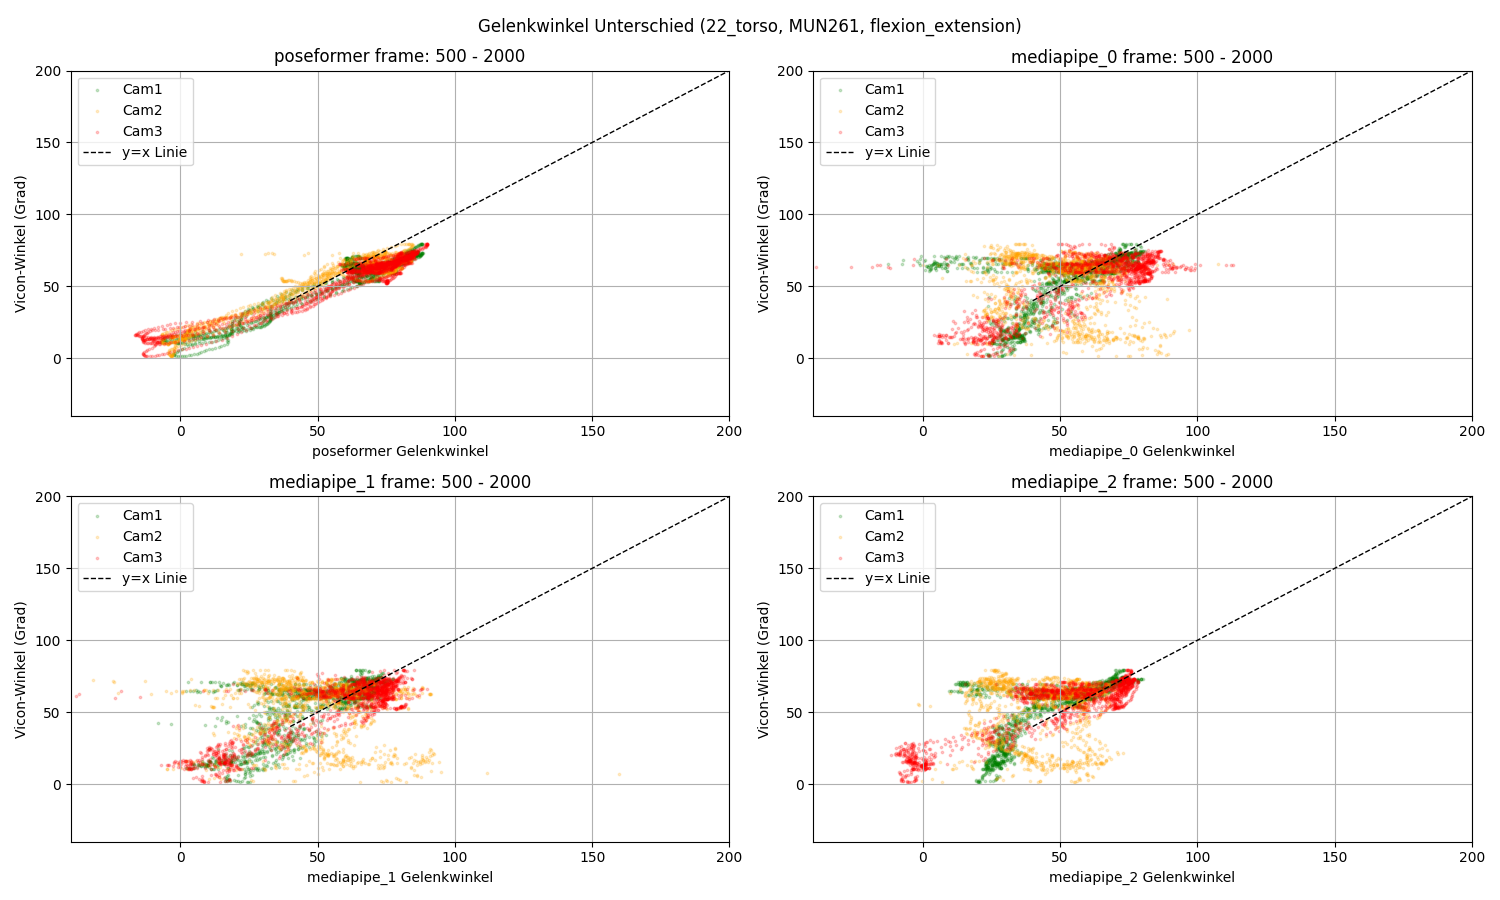 Gelenkwinkel Unterschied (22_torso, MUN261, flexion_extension)
poseformer frame: 500 - 2000
200
150
100
50
0
Vicon-Winkel (Grad)
Cam1
Cam2
Cam3
y=x Linie
0
50
100
150
200
poseformer Gelenkwinkel
mediapipe_0 frame: 500 - 2000
200
150
100
50
0
Vicon-Winkel (Grad)
Cam1
Cam2
Cam3
y=x Linie
0
50
100
150
200
mediapipe_0 Gelenkwinkel
mediapipe_1 frame: 500 - 2000
200
150
100
50
0
Vicon-Winkel (Grad)
Cam1
Cam2
Cam3
y=x Linie
0
50
100
150
200
mediapipe_1 Gelenkwinkel
mediapipe_2 frame: 500 - 2000
200
150
100
50
0
Vicon-Winkel (Grad)
Cam1
Cam2
Cam3
y=x Linie
0
50
100
150
200
mediapipe_2 Gelenkwinkel